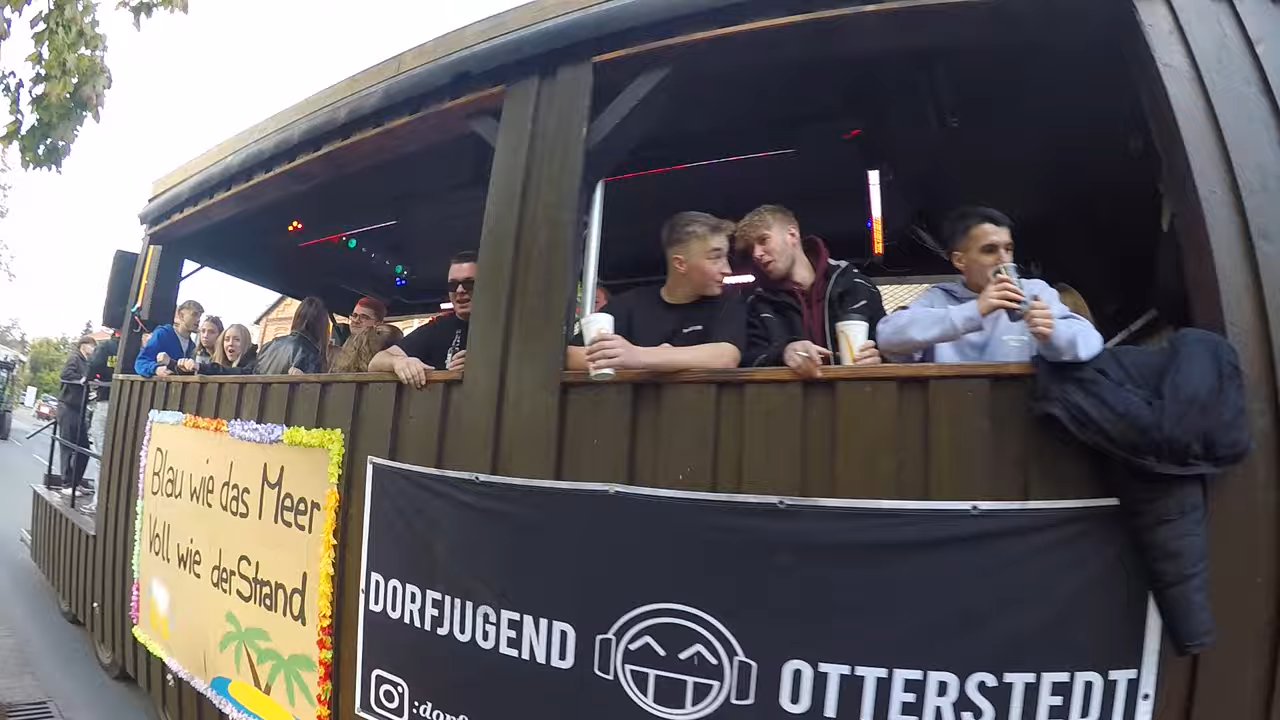 Blau wie das Meer
Voll wie der Strand
DORFJUGEND OTTERSTEDT